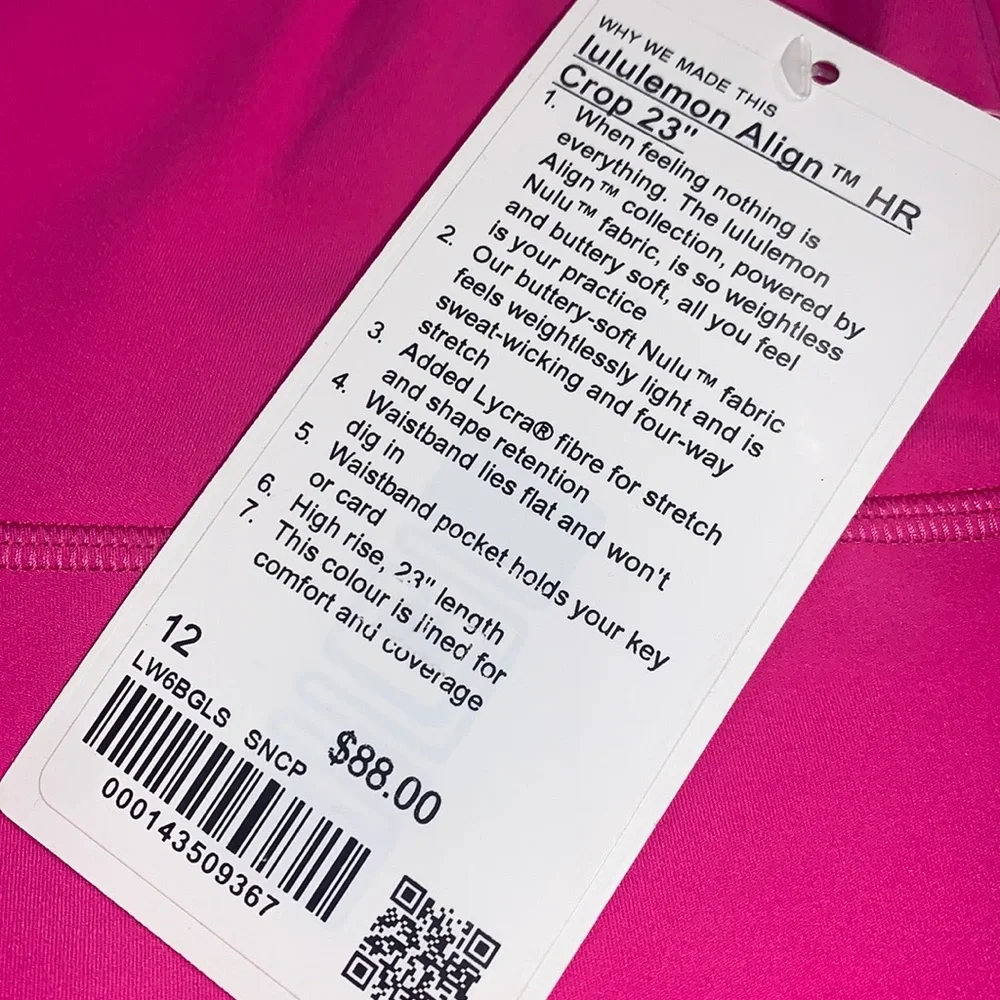 WHY WE MADE THIS
lululemon Align™ HR
Crop 23"
1. When feeling nothing is
everything. The lululemon
Align™ collection, powered by
Nulu™ fabric, is so weightless
and buttery soft, all you feel
is your practice
2. Our buttery-soft Nulu™ fabric
feels weightlessly light and is
sweat-wicking and four-way
stretch
3. Added Lycra® fibre for stretch
and shape retention
4. Waistband lies flat and won't
dig in
5. Waistband pocket holds your key
or card
6. High rise, 23" length
7. This colour is lined for
comfort and coverage
12
LW6BGLS SNCP
$88.00
000143509367